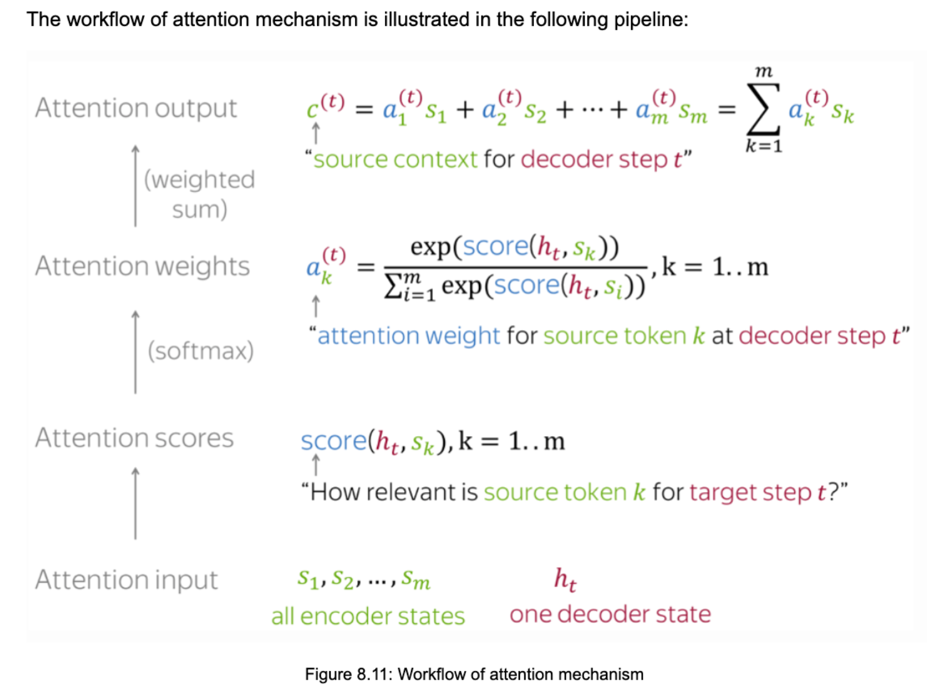 The workflow of attention mechanism is illustrated in the following pipeline:
Attention output c^(t) = a_1^(t) s_1 + a_2^(t) s_2 + ⋯ + a_m^(t) s_m = ∑_{k=1}^{m} a_k^(t) s_k
"source context for decoder step t"
(weighted
sum)
Attention weights a_k^(t) = exp(score(h_t, s_k)) / ∑_{i=1}^{m} exp(score(h_t, s_i)), k = 1..m
"attention weight for source token k at decoder step t"
(softmax)
Attention scores score(h_t, s_k), k = 1..m
"How relevant is source token k for target step t?"
Attention input s_1, s_2, …, s_m h_t
all encoder states one decoder state
Figure 8.11: Workflow of attention mechanism